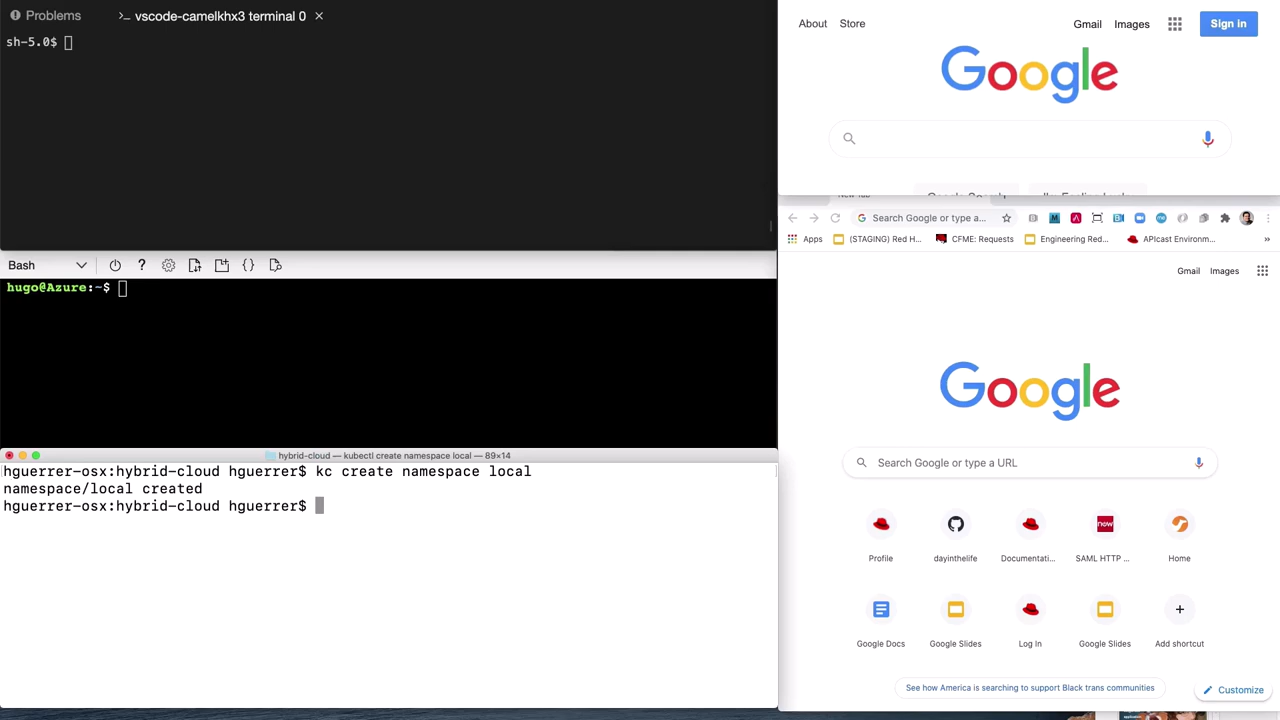 Problems
>_ vscode-camelkhx3 terminal 0 ×
sh-5.0$
Bash
?
{}
hugo@Azure:~$
hybrid-cloud — kubectl create namespace local — 89×14
hguerrer-osx:hybrid-cloud hguerrer$ kc create namespace local
namespace/local created
hguerrer-osx:hybrid-cloud hguerrer$
About Store Gmail Images Sign in
Google
New Tab
Search Google or type a...
Apps (STAGING) Red H... CFME: Requests Engineering Red... APIcast Environm... »
Gmail Images
Google
Search Google or type a URL
now
Profile dayinthelife Documentati... SAML HTTP ... Home
Google Docs Google Slides Log In Google Slides Add shortcut
See how America is searching to support Black trans communities
Customize